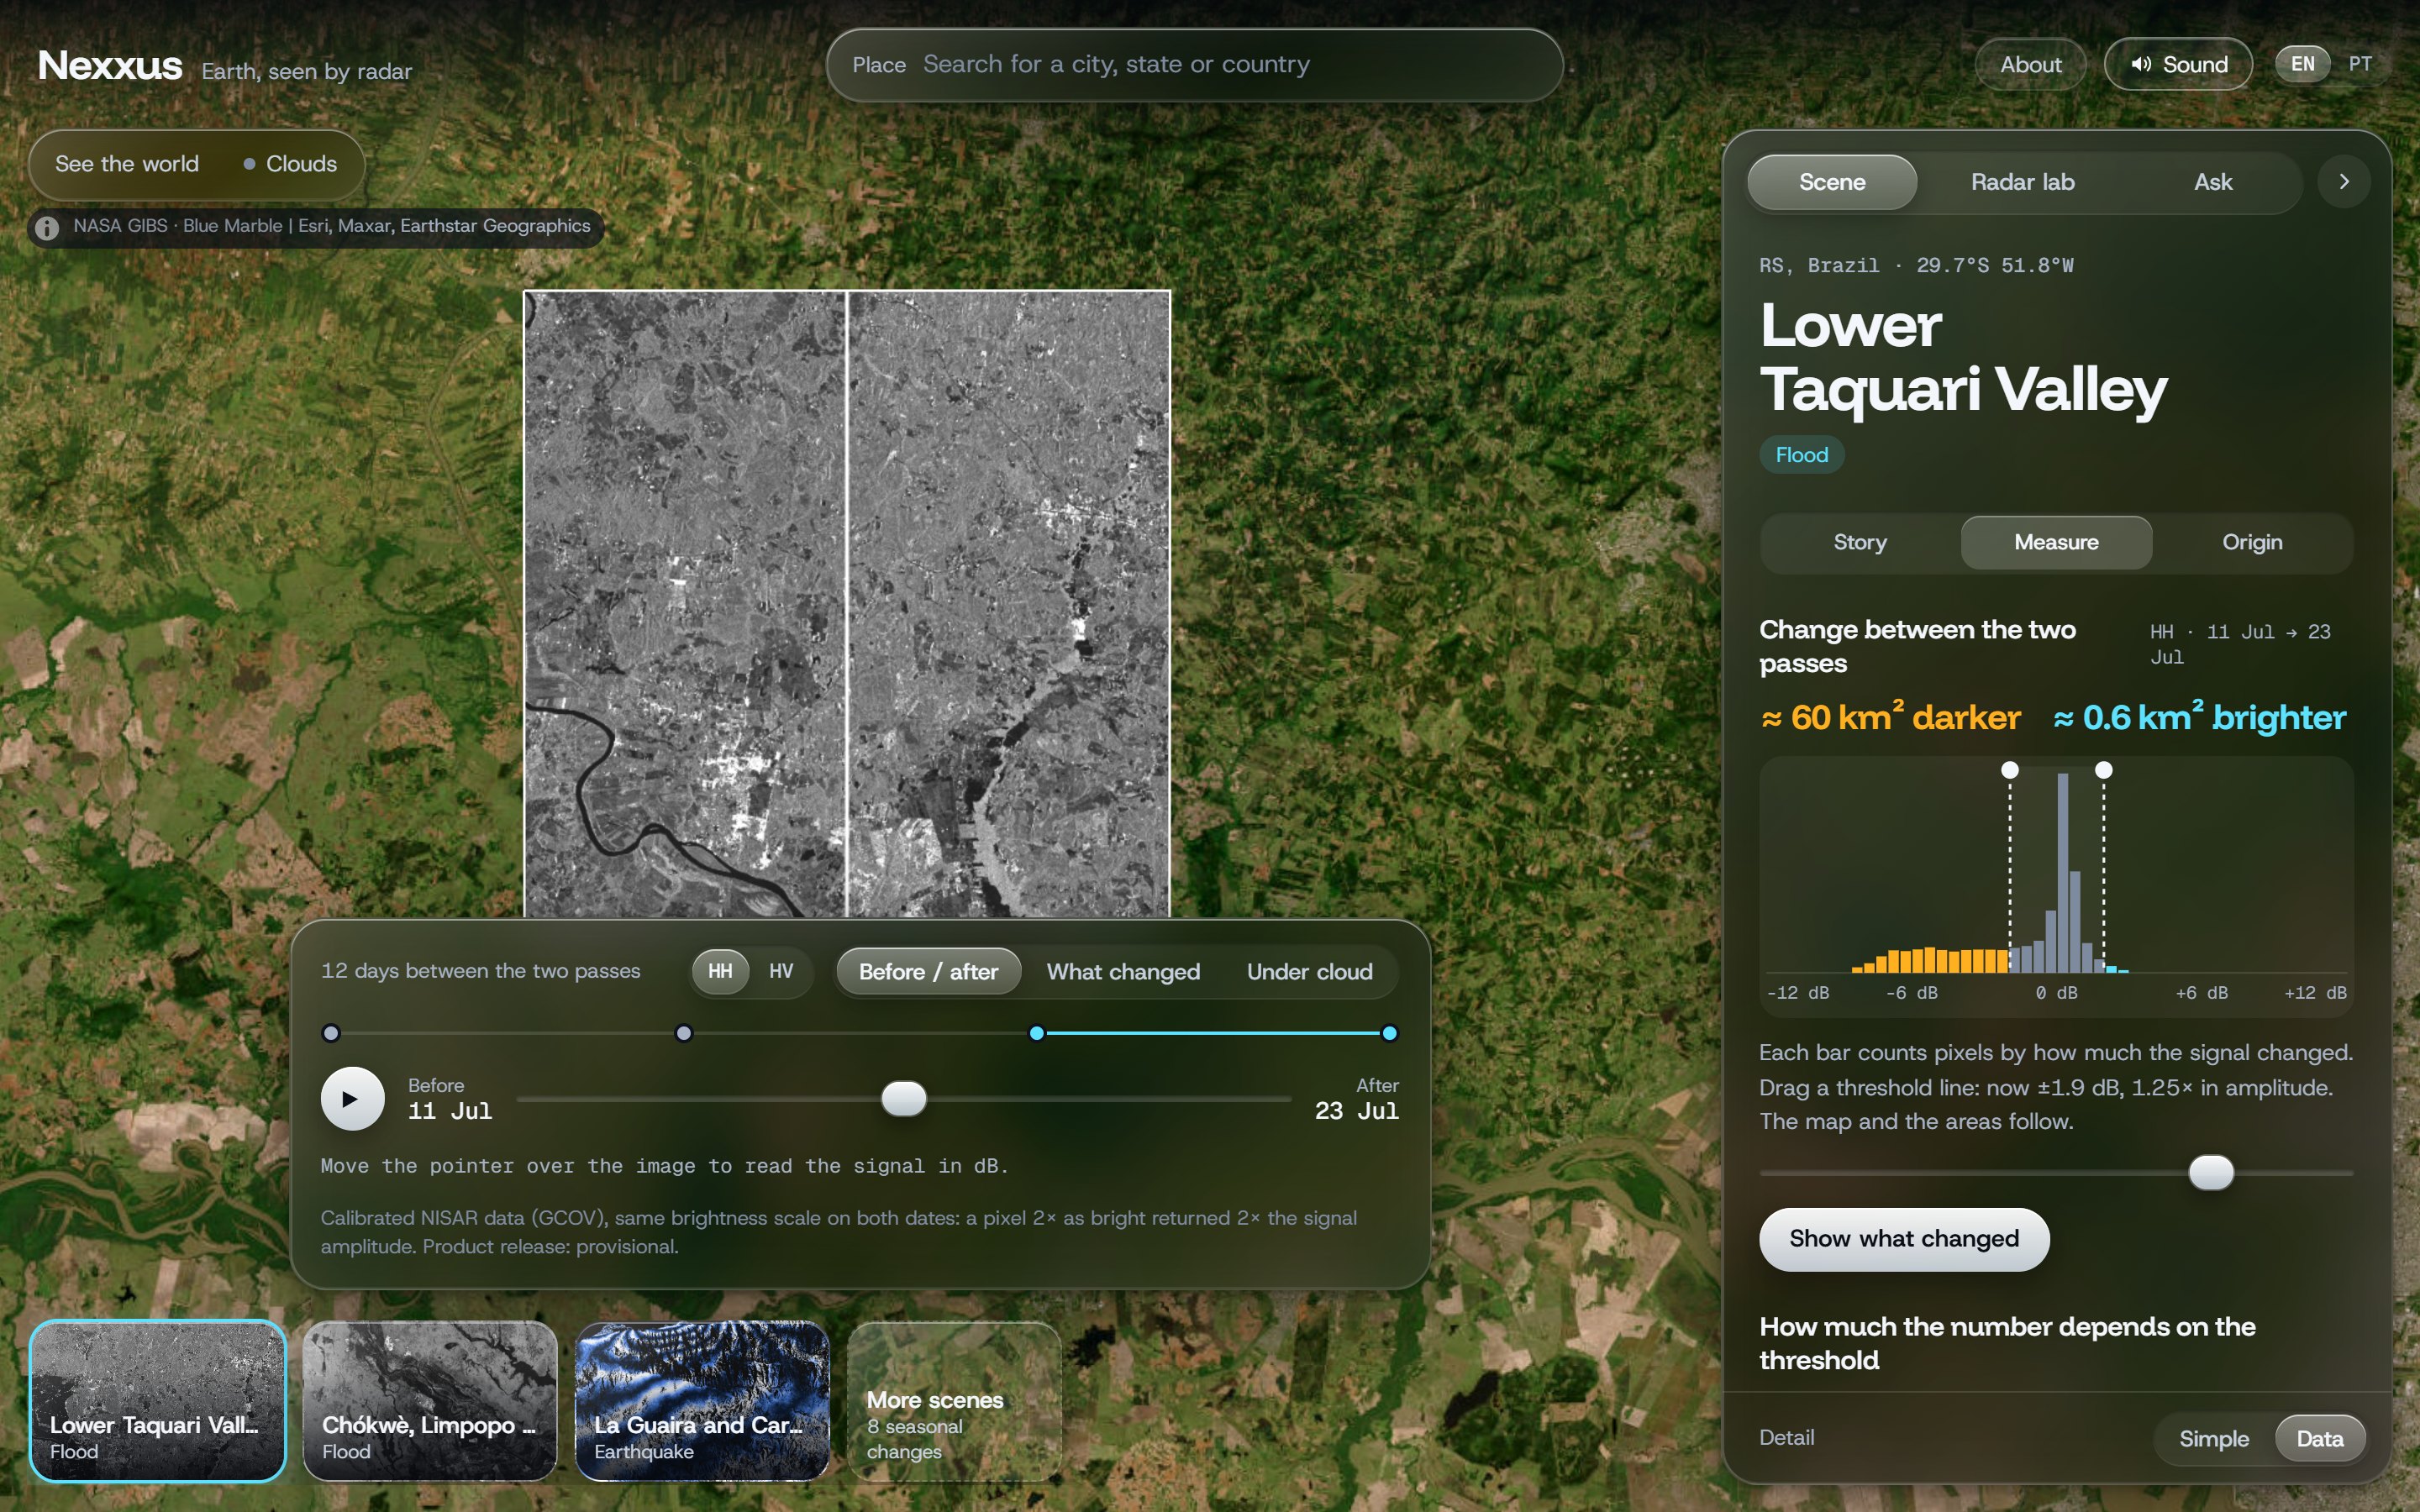 Nexxus Earth, seen by radar
Place Search for a city, state or country
About Sound EN PT
See the world Clouds
NASA GIBS · Blue Marble | Esri, Maxar, Earthstar Geographics
Scene Radar lab Ask
RS, Brazil · 29.7°S 51.8°W
Lower
Taquari Valley
Flood
Story Measure Origin
Change between the two
passes
HH · 11 Jul → 23
Jul
≈ 60 km² darker ≈ 0.6 km² brighter
-12 dB -6 dB 0 dB +6 dB +12 dB
Each bar counts pixels by how much the signal changed.
Drag a threshold line: now ±1.9 dB, 1.25× in amplitude.
The map and the areas follow.
Show what changed
How much the number depends on the
threshold
Detail Simple Data
12 days between the two passes HH HV Before / after What changed Under cloud
Before
11 Jul
After
23 Jul
Move the pointer over the image to read the signal in dB.
Calibrated NISAR data (GCOV), same brightness scale on both dates: a pixel 2× as bright returned 2× the signal
amplitude. Product release: provisional.
Lower Taquari Vall...
Flood
Chókwè, Limpopo ...
Flood
La Guaira and Car...
Earthquake
More scenes
8 seasonal
changes